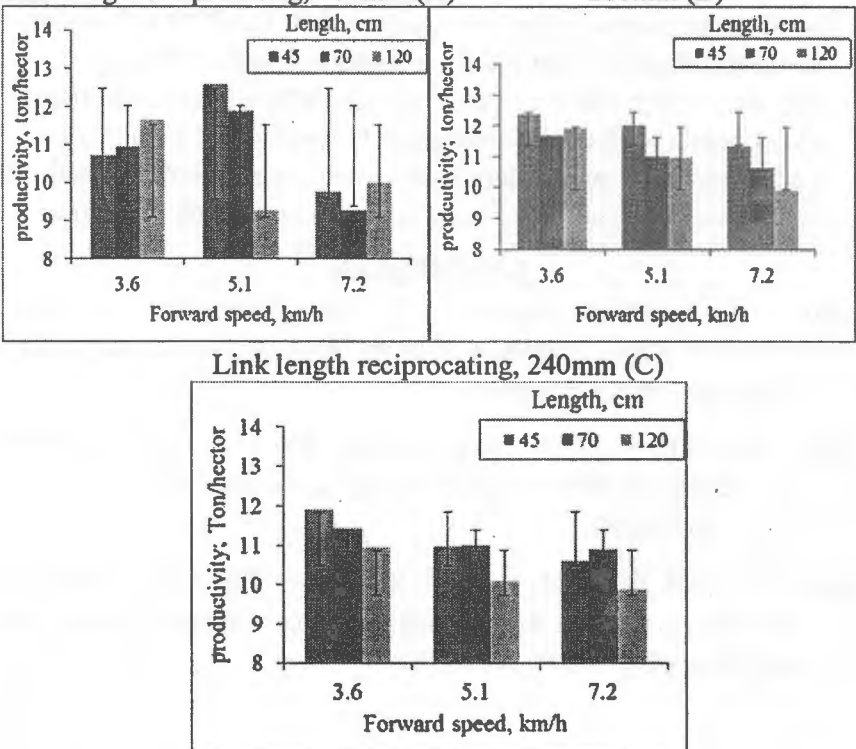 Length, cm
45 70 120
productivity, ton/hector
14
13
12
11
10
9
8
3.6 5.1 7.2
Forward speed, km/h
Length, cm
45 70 120
prodcutivity; ton/hector
14
13
12
11
10
9
8
3.6 5.1 7.2
Forward speed, km/h
Link length reciprocating, 240mm (C)
Length, cm
45 70 120
productivity; Ton/hector
14
13
12
11
10
9
8
3.6 5.1 7.2
Forward speed, km/h